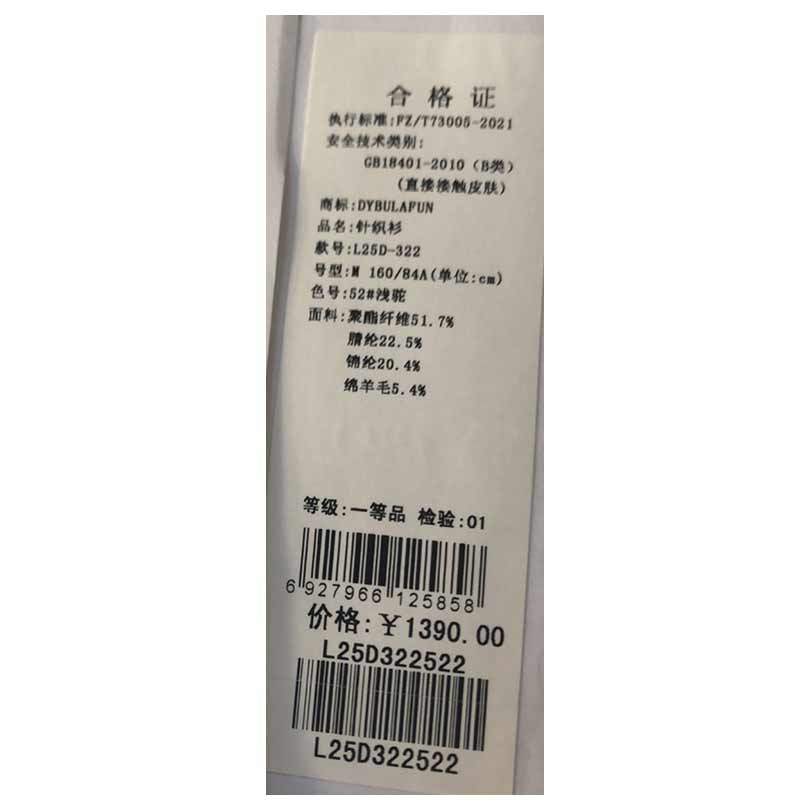 合格证
执行标准:FZ/T73005-2021
安全技术类别:
GB18401-2010（B类）
（直接接触皮肤）
商标:DYBULAFUN
品名:针织衫
款号:L25D-322
号型:M 160/84A(单位:cm)
色号:52#浅驼
面料:聚酯纤维51.7%
腈纶22.5%
锦纶20.4%
绵羊毛5.4%
等级:一等品 检验:01
6 927966 125858
价格:￥1390.00
L25D322522
L25D322522